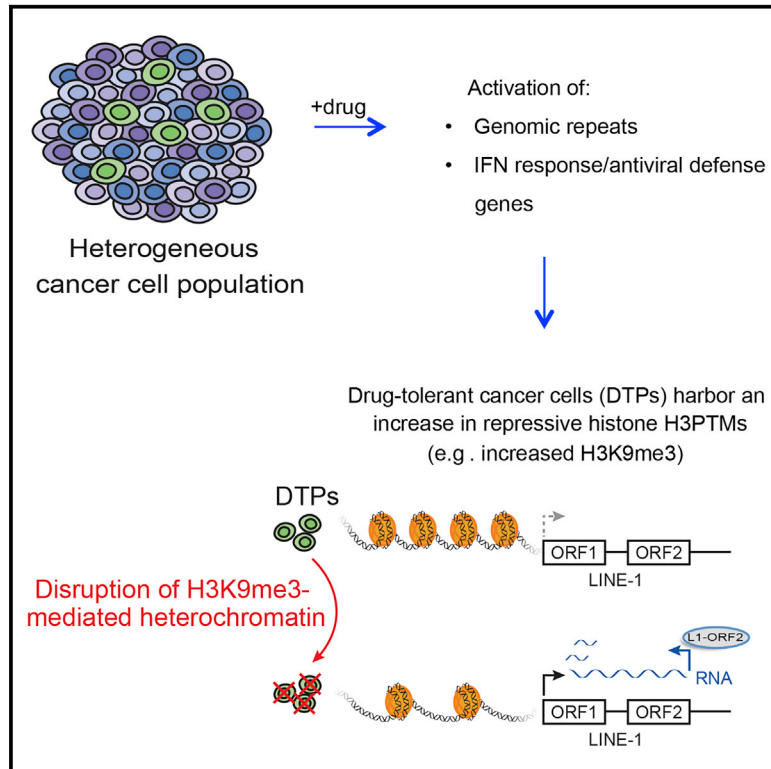 +drug
Heterogeneous
cancer cell population
Activation of:
• Genomic repeats
• IFN response/antiviral defense
genes
Drug-tolerant cancer cells (DTPs) harbor an
increase in repressive histone H3PTMs
(e.g . increased H3K9me3)
DTPs
ORF1
ORF2
LINE-1
Disruption of H3K9me3-
mediated heterochromatin
L1-ORF2
RNA
ORF1
ORF2
LINE-1